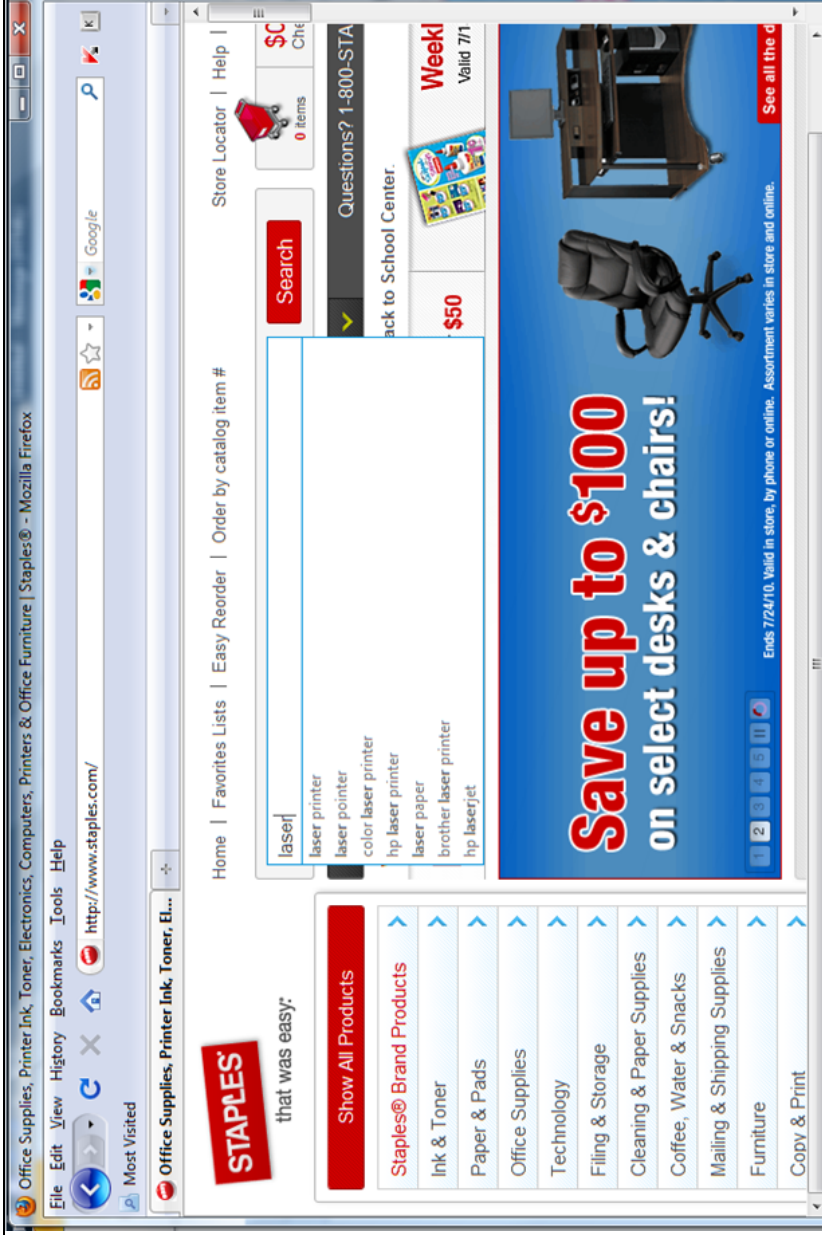 Office Supplies, Printer Ink, Toner, Electronics, Computers, Printers & Office Furniture | Staples® - Mozilla Firefox
File Edit View History Bookmarks Tools Help
http://www.staples.com/
Google
K
Most Visited
Office Supplies, Printer Ink, Toner, El...
STAPLES
that was easy:
Home | Favorites Lists | Easy Reorder | Order by catalog item #
Store Locator | Help |
laser
Search
0 items
$0
Che
laser printer
laser pointer
color laser printer
hp laser printer
laser paper
brother laser printer
hp laserjet
Questions? 1-800-STA
ack to School Center.
$50
Weekl
Valid 7/1
Show All Products
Staples® Brand Products
Ink & Toner
Paper & Pads
Office Supplies
Technology
Filing & Storage
Cleaning & Paper Supplies
Coffee, Water & Snacks
Mailing & Shipping Supplies
Furniture
Copy & Print
Save up to $100
on select desks & chairs!
1 2 3 4 5
Ends 7/24/10. Valid in store, by phone or online. Assortment varies in store and online.
See all the d